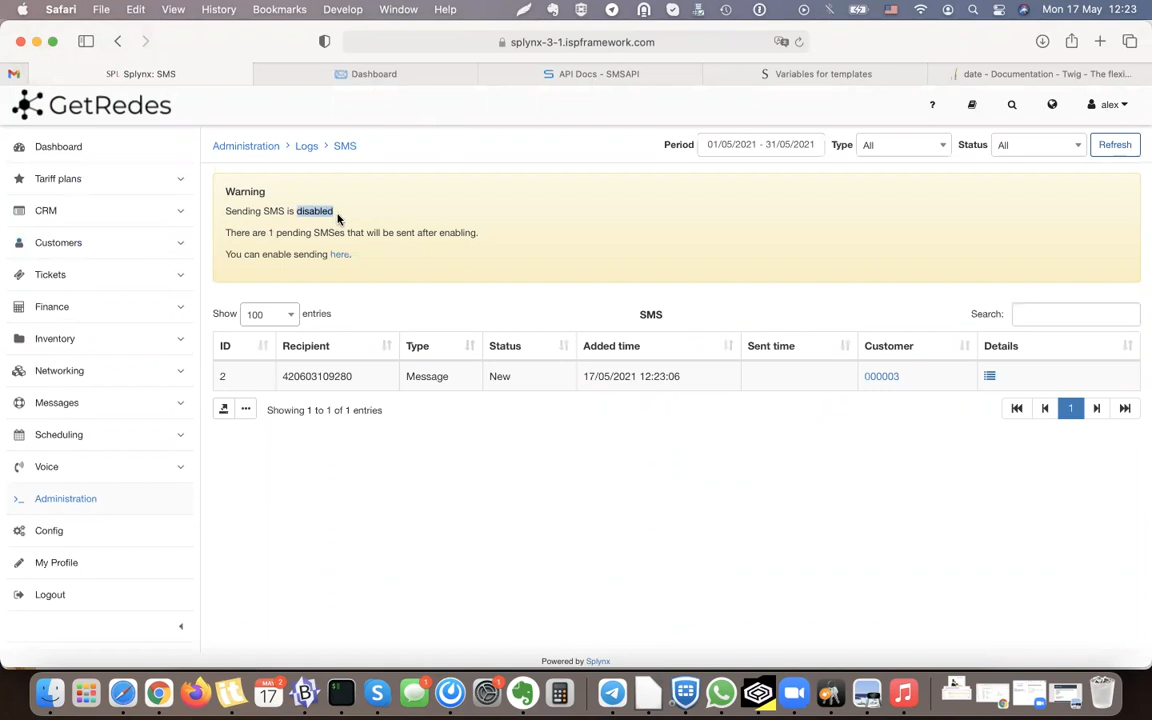 Safari File Edit View History Bookmarks Develop Window Help Mon 17 May 12:23
splynx-3-1.ispframework.com
SPL Splynx: SMS
Dashboard
API Docs - SMSAPI
Variables for templates
date - Documentation - Twig - The flexi...
GetRedes
? alex
Dashboard
Tariff plans
CRM
Customers
Tickets
Finance
Inventory
Networking
Messages
Scheduling
Voice
Administration
Config
My Profile
Logout
Administration > Logs > SMS
Period 01/05/2021 - 31/05/2021 Type All Status All Refresh
Warning
Sending SMS is disabled
There are 1 pending SMSes that will be sent after enabling.
You can enable sending here.
Show 100 entries SMS Search:
ID Recipient Type Status Added time Sent time Customer Details
2 420603109280 Message New 17/05/2021 12:23:06 000003
Showing 1 to 1 of 1 entries 1
Powered by Splynx
MAY 2
17
1
1